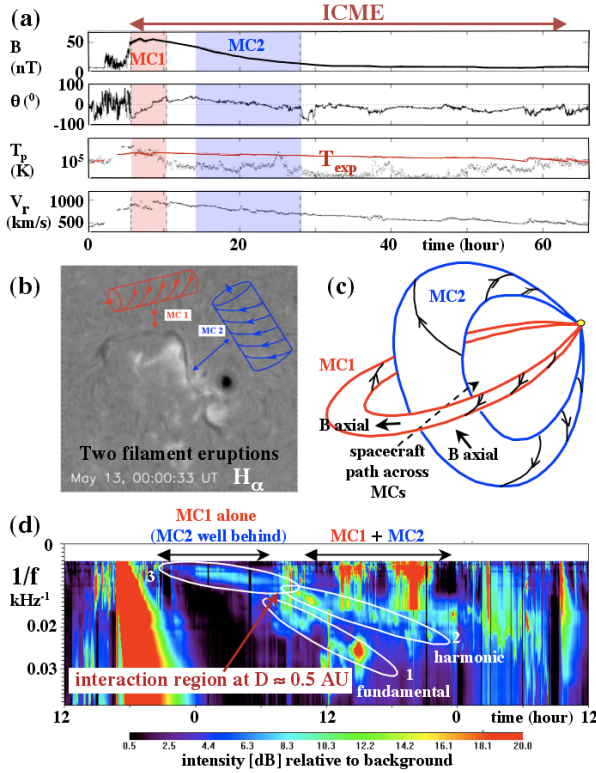 (a)
ICME
B
(nT)
50
0
MC1
MC2
θ (⁰)
100
0
-100
Tp
(K)
10⁵
Texp
Vr
km/s
1000
500
0
20
40
60
time (hour)
(b)
MC 1
MC 2
Two filament eruptions
May 13, 00:00:33 UT
Hα
(c)
MC2
MC1
B axial
B axial
spacecraft
path across
MCs
(d)
MC1 alone
(MC2 well behind)
MC1 + MC2
0
1/f
kHz⁻¹
0.02
0.03
3
2
harmonic
1
fundamental
interaction region at D ≈ 0.5 AU
12
0
12
0
time (hour)
12
0.5
2.5
4.4
6.4
8.3
10.3
12.2
14.2
16.1
18.1
20.0
intensity [dB] relative to background